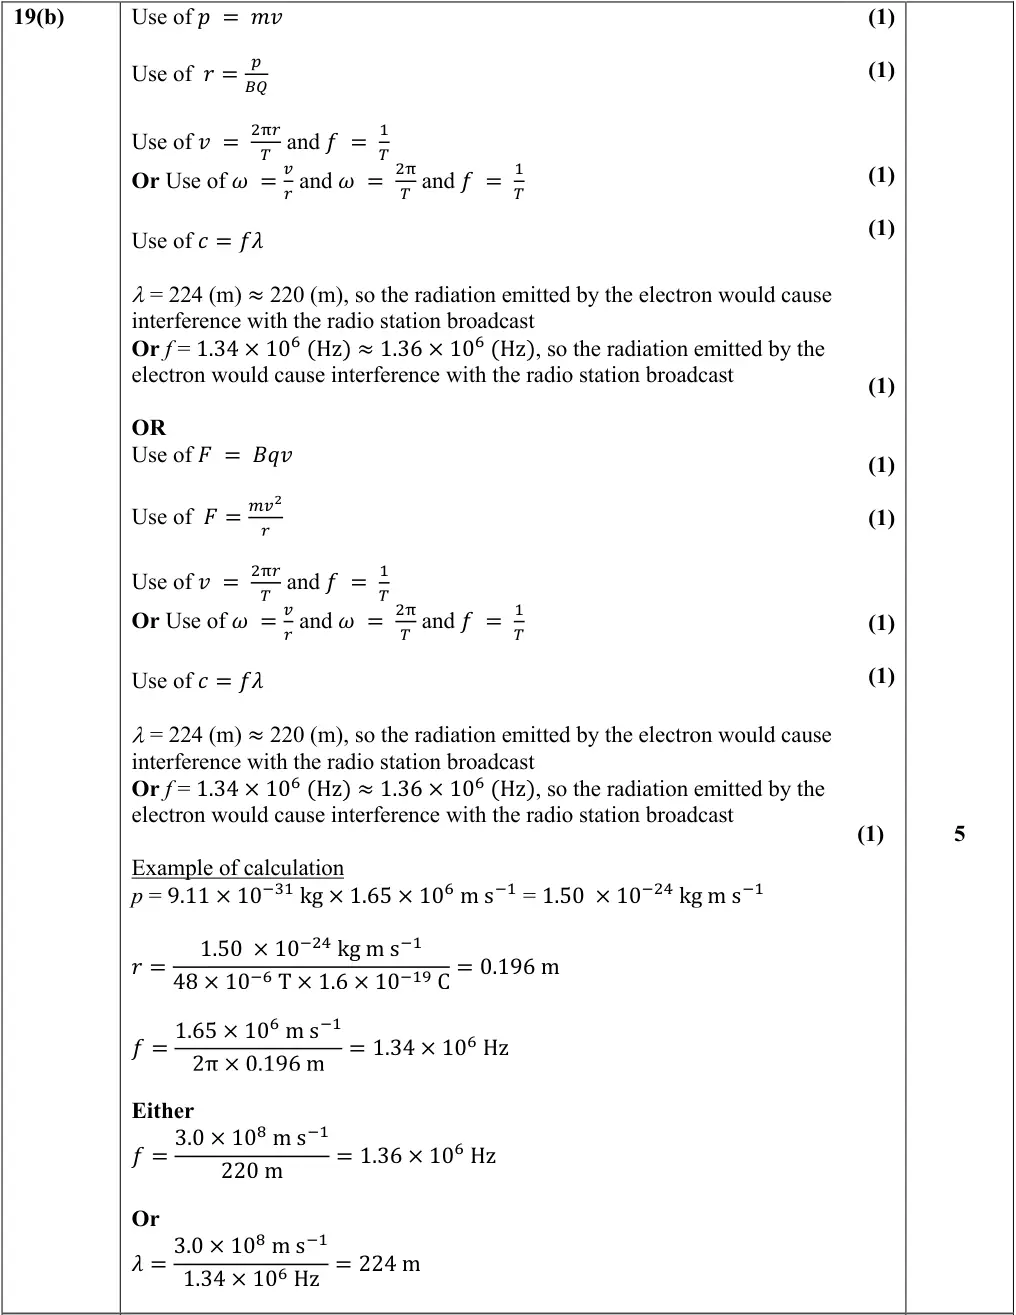 19(b)
Use of p = mv (1)
Use of r = p/BQ (1)
Use of v = 2πr/T and f = 1/T
Or Use of ω = v/r and ω = 2π/T and f = 1/T (1)
Use of c = fλ (1)
λ = 224 (m) ≈ 220 (m), so the radiation emitted by the electron would cause
interference with the radio station broadcast
Or f = 1.34 × 10⁶ (Hz) ≈ 1.36 × 10⁶ (Hz), so the radiation emitted by the
electron would cause interference with the radio station broadcast (1)
OR
Use of F = Bqv (1)
Use of F = mv²/r (1)
Use of v = 2πr/T and f = 1/T
Or Use of ω = v/r and ω = 2π/T and f = 1/T (1)
Use of c = fλ (1)
λ = 224 (m) ≈ 220 (m), so the radiation emitted by the electron would cause
interference with the radio station broadcast
Or f = 1.34 × 10⁶ (Hz) ≈ 1.36 × 10⁶ (Hz), so the radiation emitted by the
electron would cause interference with the radio station broadcast
(1) 5
Example of calculation
p = 9.11 × 10⁻³¹ kg × 1.65 × 10⁶ m s⁻¹ = 1.50 × 10⁻²⁴ kg m s⁻¹
r = 1.50 × 10⁻²⁴ kg m s⁻¹ / 48 × 10⁻⁶ T × 1.6 × 10⁻¹⁹ C = 0.196 m
f = 1.65 × 10⁶ m s⁻¹ / 2π × 0.196 m = 1.34 × 10⁶ Hz
Either
f = 3.0 × 10⁸ m s⁻¹ / 220 m = 1.36 × 10⁶ Hz
Or
λ = 3.0 × 10⁸ m s⁻¹ / 1.34 × 10⁶ Hz = 224 m